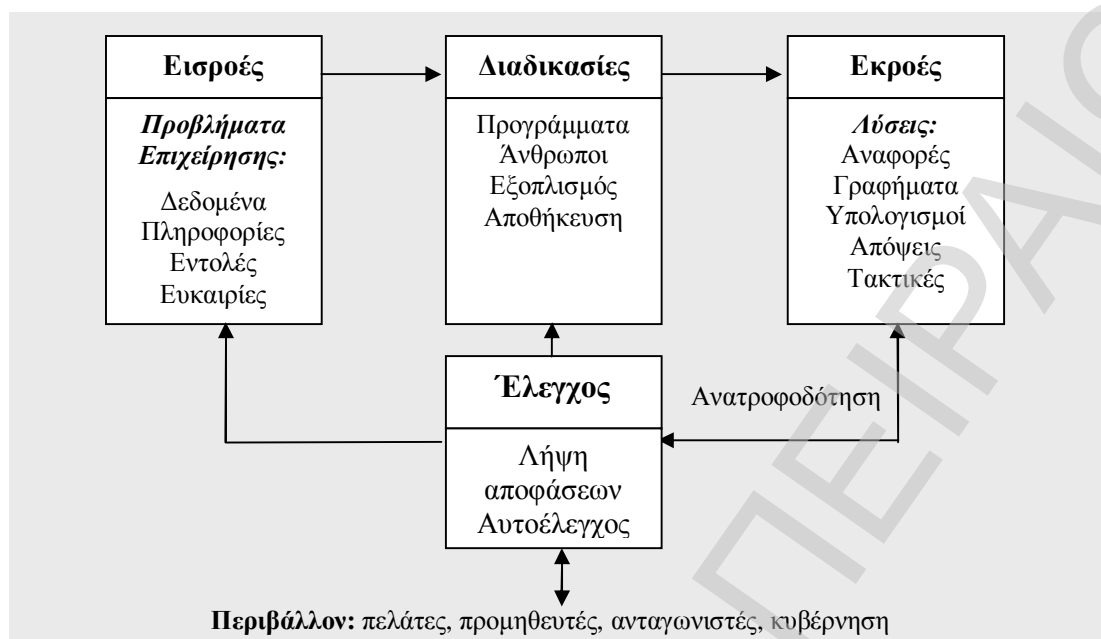 Εισροές
Προβλήματα
Επιχείρησης:
Δεδομένα
Πληροφορίες
Εντολές
Ευκαιρίες
Διαδικασίες
Προγράμματα
Άνθρωποι
Εξοπλισμός
Αποθήκευση
Εκροές
Λύσεις:
Αναφορές
Γραφήματα
Υπολογισμοί
Απόψεις
Τακτικές
Έλεγχος
Λήψη
αποφάσεων
Αυτοέλεγχος
Ανατροφοδότηση
Περιβάλλον: πελάτες, προμηθευτές, ανταγωνιστές, κυβέρνηση
ΠΕΙΡΑΙΩ